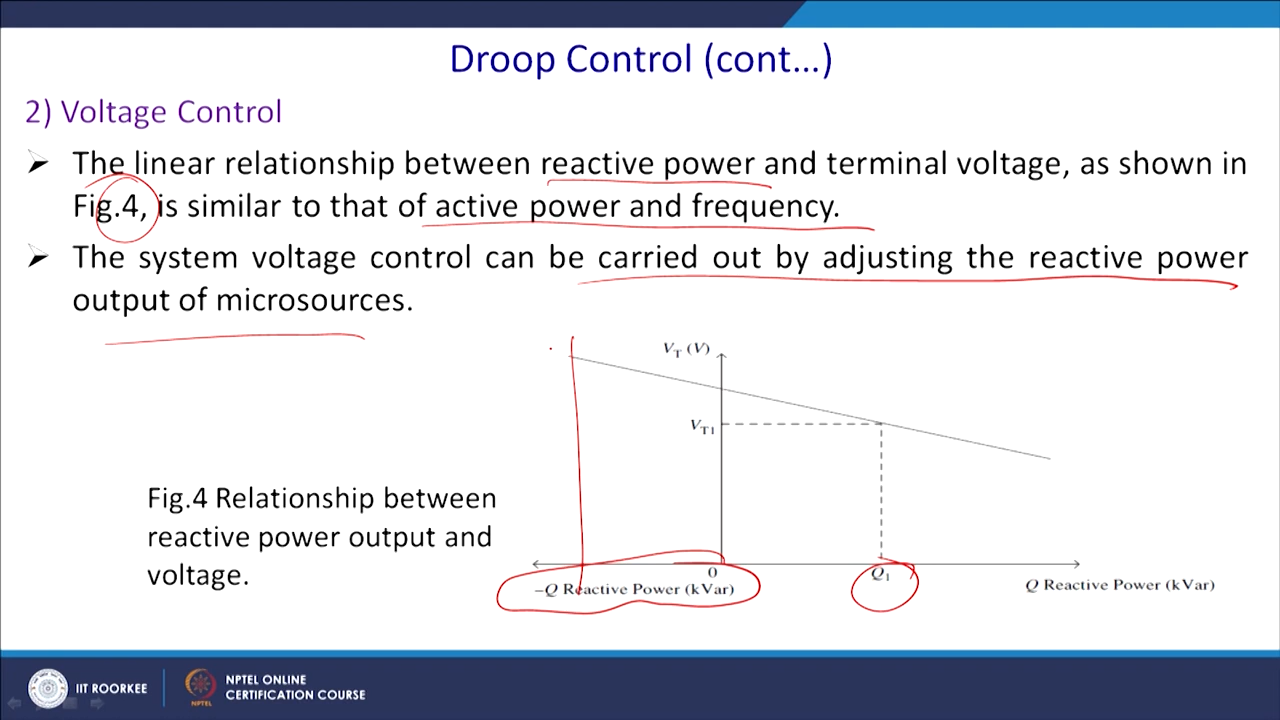 Droop Control (cont...)
2) Voltage Control
➢ The linear relationship between reactive power and terminal voltage, as shown in
Fig.4, is similar to that of active power and frequency.
➢ The system voltage control can be carried out by adjusting the reactive power
output of microsources.
V_T (V)
V_T1
Fig.4 Relationship between
reactive power output and
voltage.
0
Q₁
–Q Reactive Power (kVar)
Q Reactive Power (kVar)
IIT ROORKEE
NPTEL ONLINE
CERTIFICATION COURSE
NPTEL